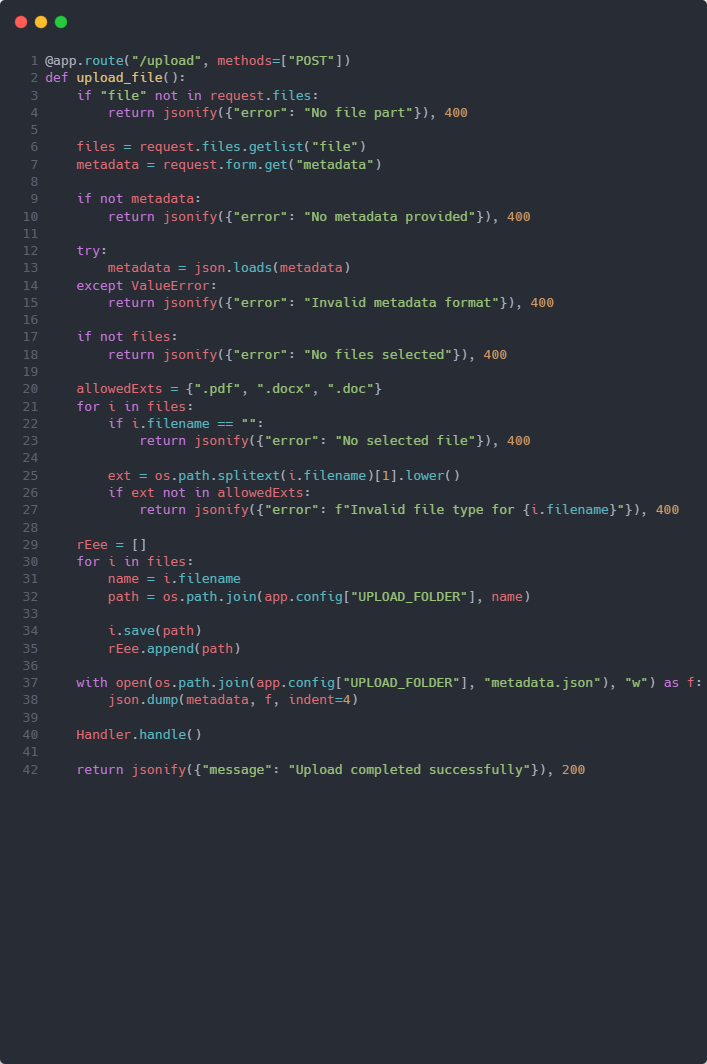 1 @app.route("/upload", methods=["POST"])
2 def upload_file():
3     if "file" not in request.files:
4         return jsonify({"error": "No file part"}), 400
5
6     files = request.files.getlist("file")
7     metadata = request.form.get("metadata")
8
9     if not metadata:
10         return jsonify({"error": "No metadata provided"}), 400
11
12     try:
13         metadata = json.loads(metadata)
14     except ValueError:
15         return jsonify({"error": "Invalid metadata format"}), 400
16
17     if not files:
18         return jsonify({"error": "No files selected"}), 400
19
20     allowedExts = {".pdf", ".docx", ".doc"}
21     for i in files:
22         if i.filename == "":
23             return jsonify({"error": "No selected file"}), 400
24
25         ext = os.path.splitext(i.filename)[1].lower()
26         if ext not in allowedExts:
27             return jsonify({"error": f"Invalid file type for {i.filename}"}), 400
28
29     rEee = []
30     for i in files:
31         name = i.filename
32         path = os.path.join(app.config["UPLOAD_FOLDER"], name)
33
34         i.save(path)
35         rEee.append(path)
36
37     with open(os.path.join(app.config["UPLOAD_FOLDER"], "metadata.json"), "w") as f:
38         json.dump(metadata, f, indent=4)
39
40     Handler.handle()
41
42     return jsonify({"message": "Upload completed successfully"}), 200